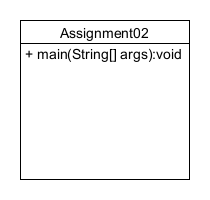 Assignment02
+ main(String[] args):void